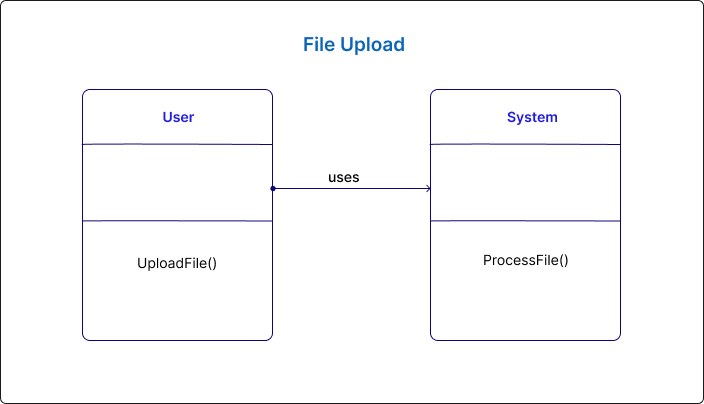 File Upload
User
System
uses
UploadFile()
ProcessFile()